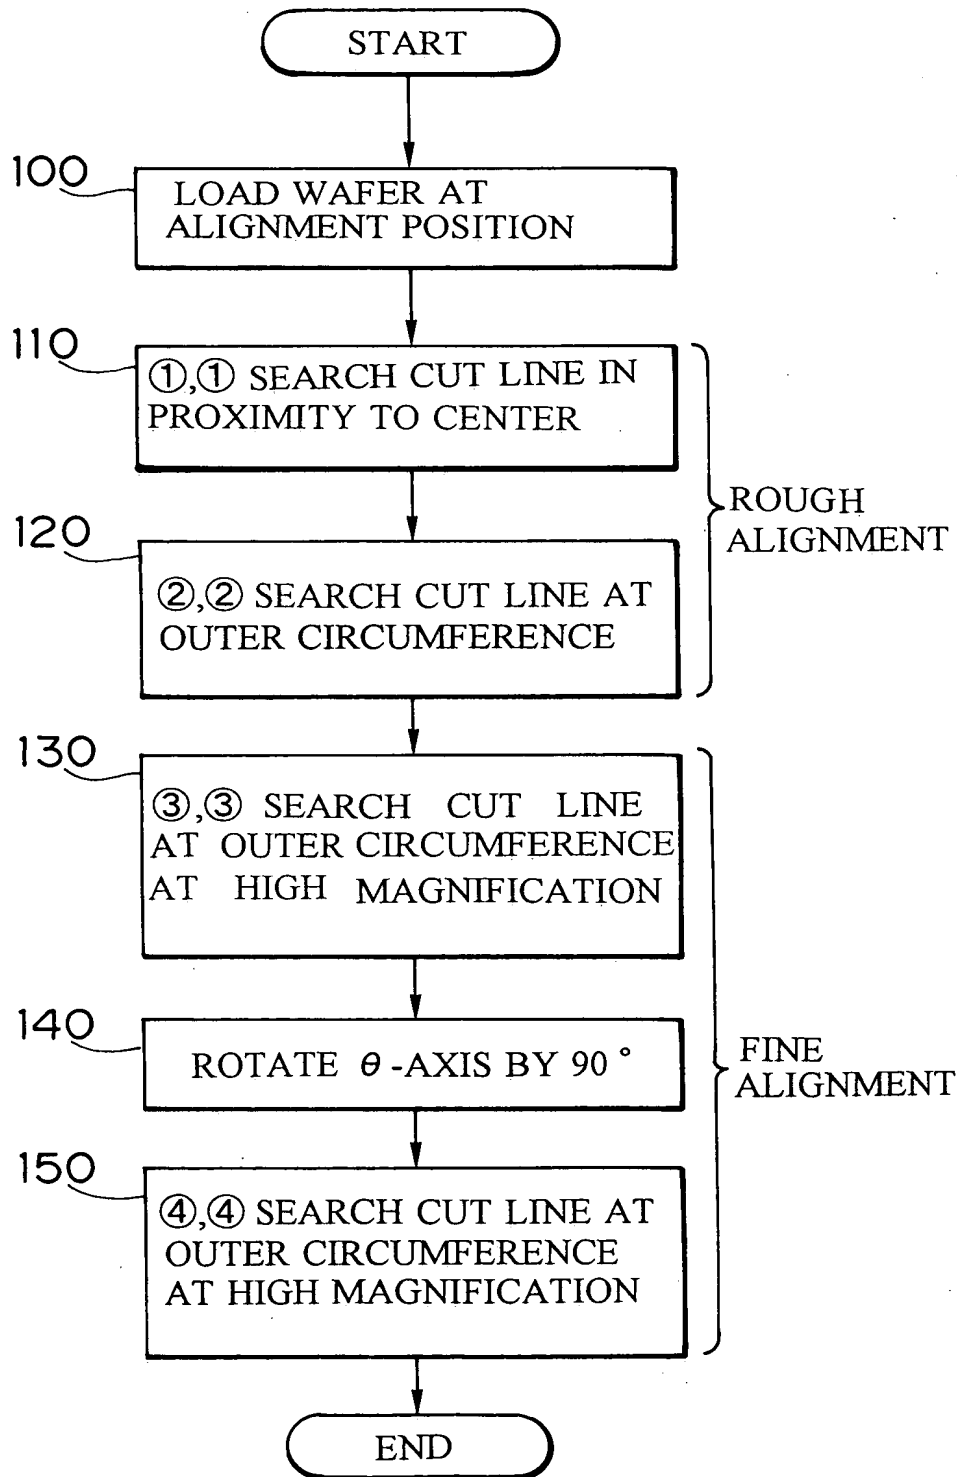 START
100
LOAD WAFER AT
ALIGNMENT POSITION
110
①,① SEARCH CUT LINE IN
PROXIMITY TO CENTER
120
②,② SEARCH CUT LINE AT
OUTER CIRCUMFERENCE
ROUGH
ALIGNMENT
130
③,③ SEARCH CUT LINE
AT OUTER CIRCUMFERENCE
AT HIGH MAGNIFICATION
140
ROTATE θ-AXIS BY 90°
150
④,④ SEARCH CUT LINE AT
OUTER CIRCUMFERENCE
AT HIGH MAGNIFICATION
FINE
ALIGNMENT
END